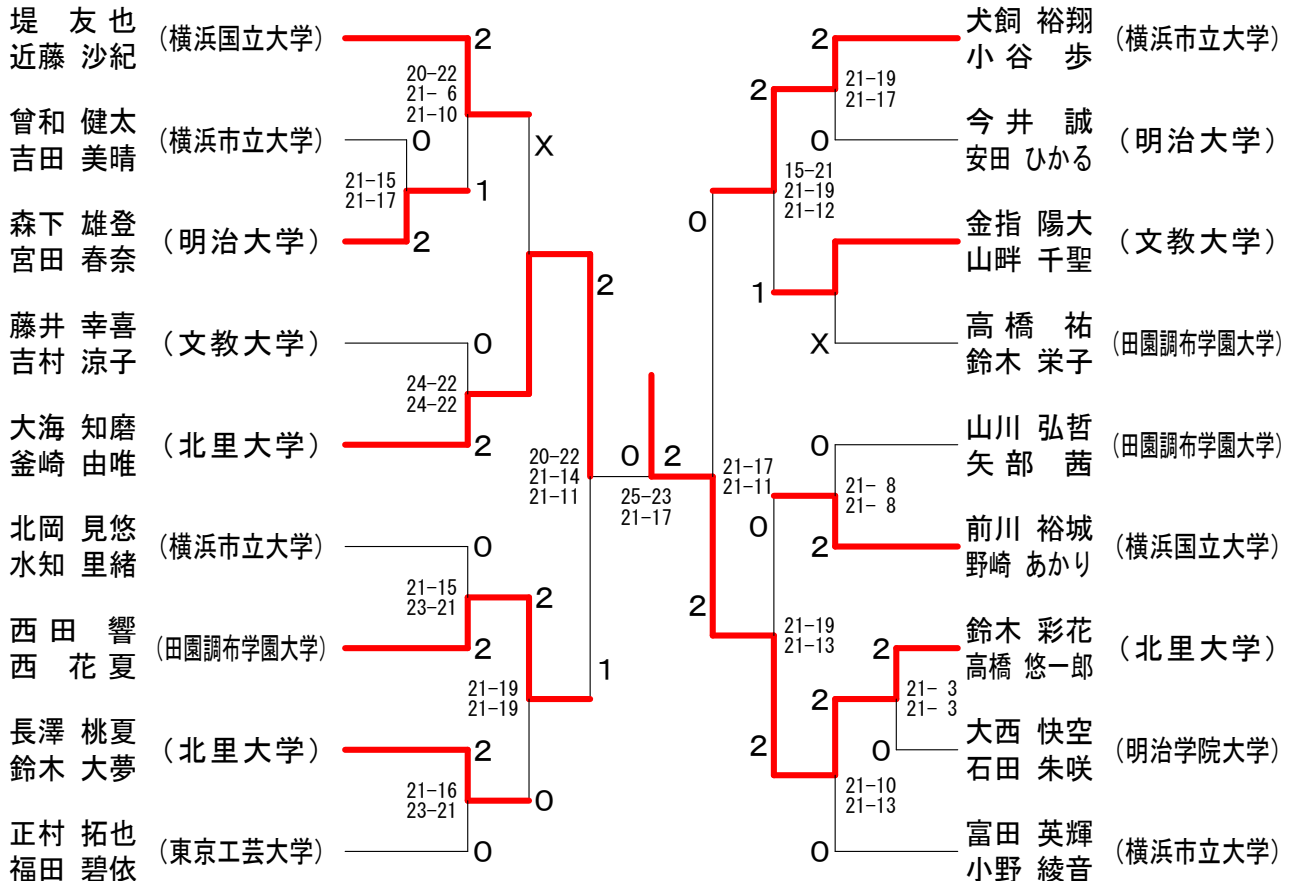 堤 友也
近藤 沙紀
(横浜国立大学)
2
20-22
21- 6
21-10
曾和 健太
吉田 美晴
(横浜市立大学)
0
X
21-15
21-17
1
森下 雄登
宮田 春奈
(明治大学)
2
2
藤井 幸喜
吉村 涼子
(文教大学)
0
24-22
24-22
大海 知磨
釜崎 由唯
(北里大学)
2
20-22
21-14
21-11
0
2
25-23
21-17
北岡 見悠
水知 里緒
(横浜市立大学)
0
21-15
23-21
2
西田 響
西 花夏
(田園調布学園大学)
2
1
21-19
21-19
長澤 桃夏
鈴木 大夢
(北里大学)
2
21-16
23-21
0
正村 拓也
福田 碧依
(東京工芸大学)
0
2
犬飼 裕翔
小谷 歩
(横浜市立大学)
2
21-19
21-17
0
今井 誠
安田 ひかる
(明治大学)
15-21
21-19
21-12
0
金指 陽大
山畔 千聖
(文教大学)
1
X
高橋 祐
鈴木 栄子
(田園調布学園大学)
0
山川 弘哲
矢部 茜
(田園調布学園大学)
21-17
21-11
21- 8
21- 8
0
2
前川 裕城
野崎 あかり
(横浜国立大学)
2
21-19
21-13
2
鈴木 彩花
高橋 悠一郎
(北里大学)
2
21- 3
21- 3
2
0
大西 快空
石田 朱咲
(明治学院大学)
21-10
21-13
0
富田 英輝
小野 綾音
(横浜市立大学)